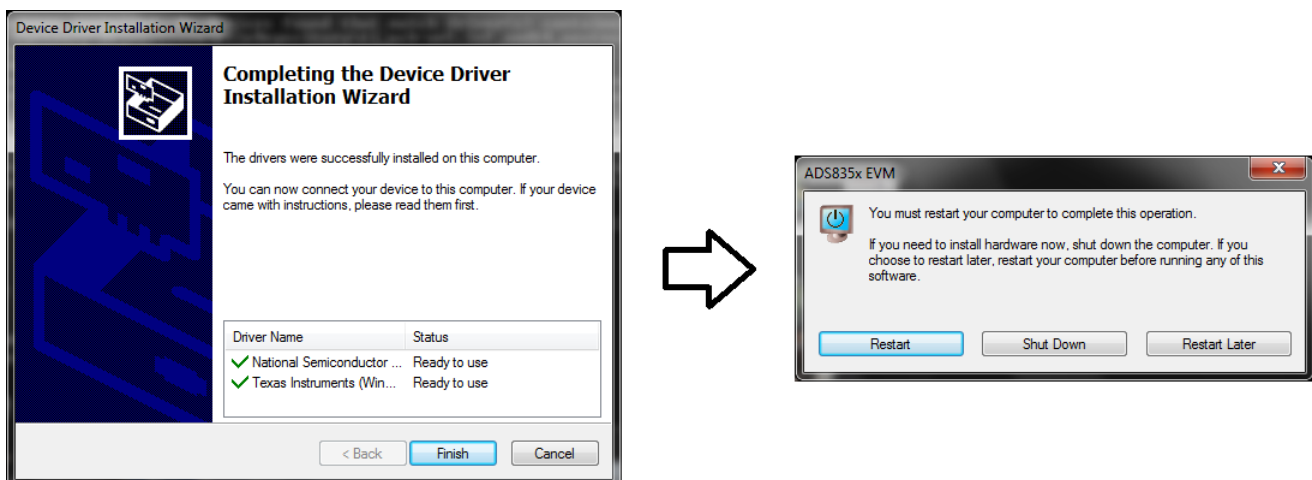 Device Driver Installation Wizard
Completing the Device Driver
Installation Wizard
The drivers were successfully installed on this computer.
You can now connect your device to this computer. If your device
came with instructions, please read them first.
Driver Name Status
National Semiconductor ... Ready to use
Texas Instruments (Win... Ready to use
< Back Finish Cancel
ADS835x EVM
You must restart your computer to complete this operation.
If you need to install hardware now, shut down the computer. If you
choose to restart later, restart your computer before running any of this
software.
Restart Shut Down Restart Later